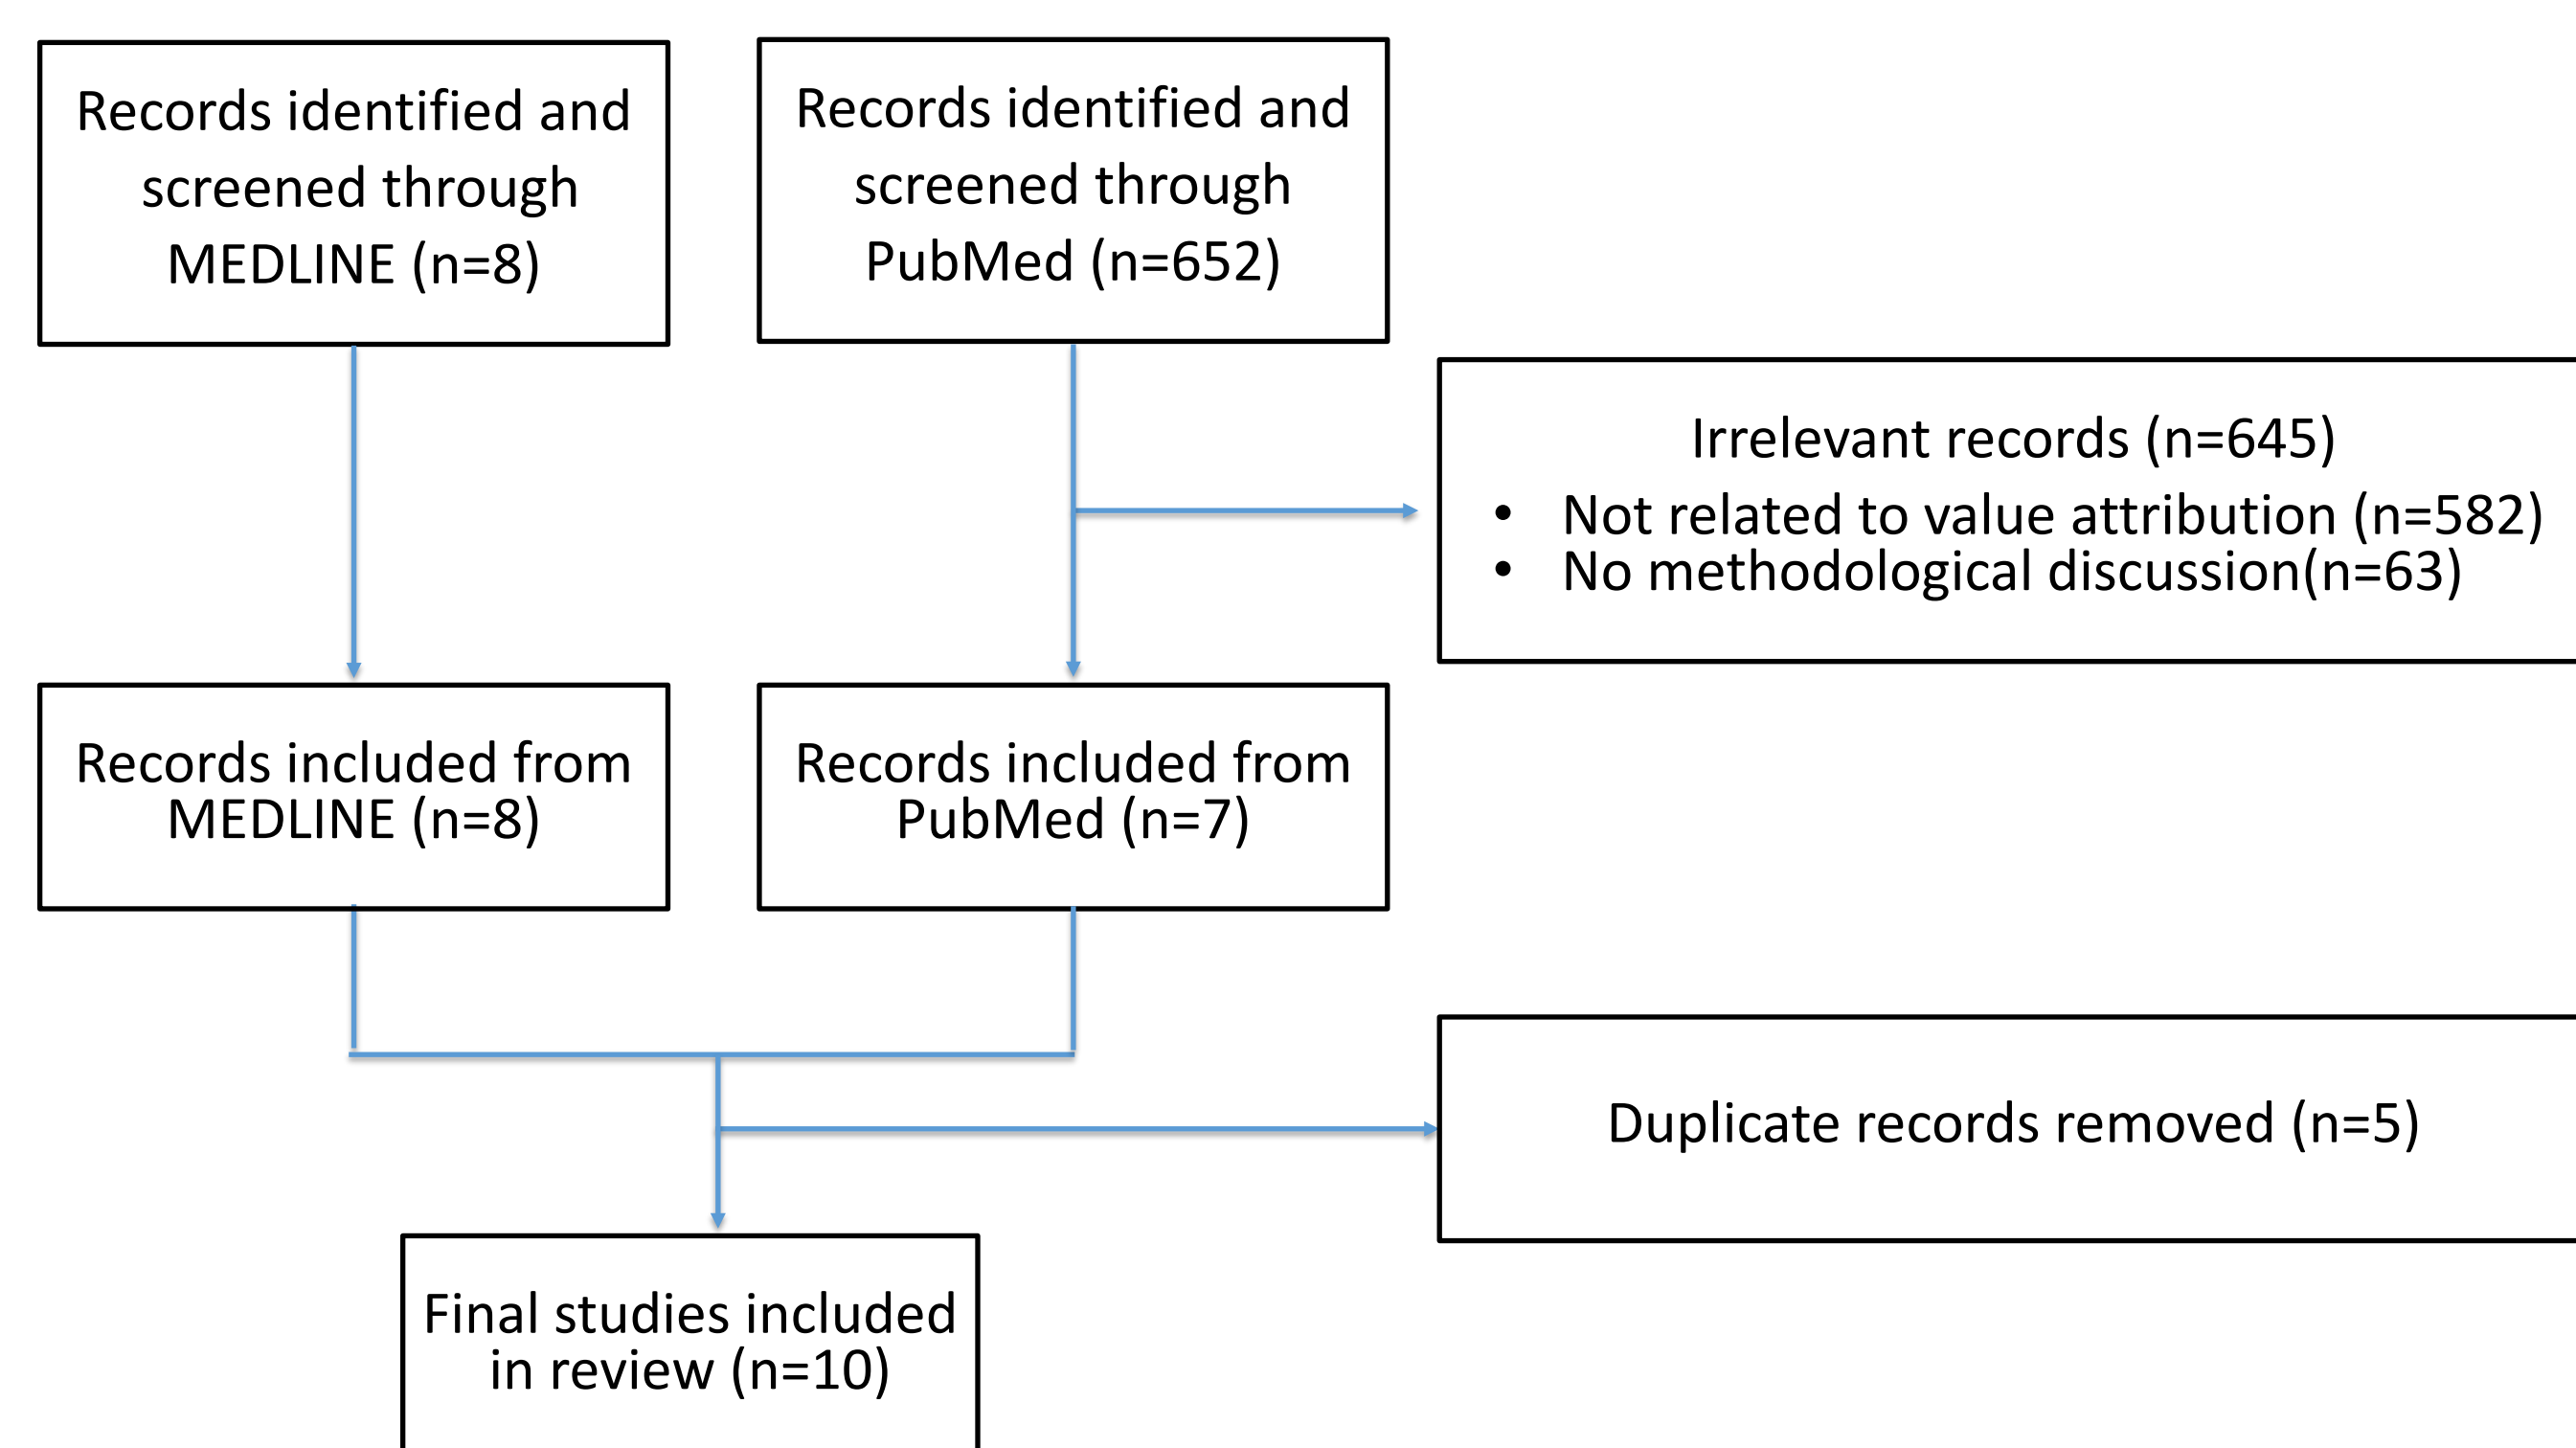 Records identified and
screened through
MEDLINE (n=8)
Records identified and
screened through
PubMed (n=652)
Irrelevant records (n=645)
• Not related to value attribution (n=582)
• No methodological discussion(n=63)
Records included from
MEDLINE (n=8)
Records included from
PubMed (n=7)
Duplicate records removed (n=5)
Final studies included
in review (n=10)